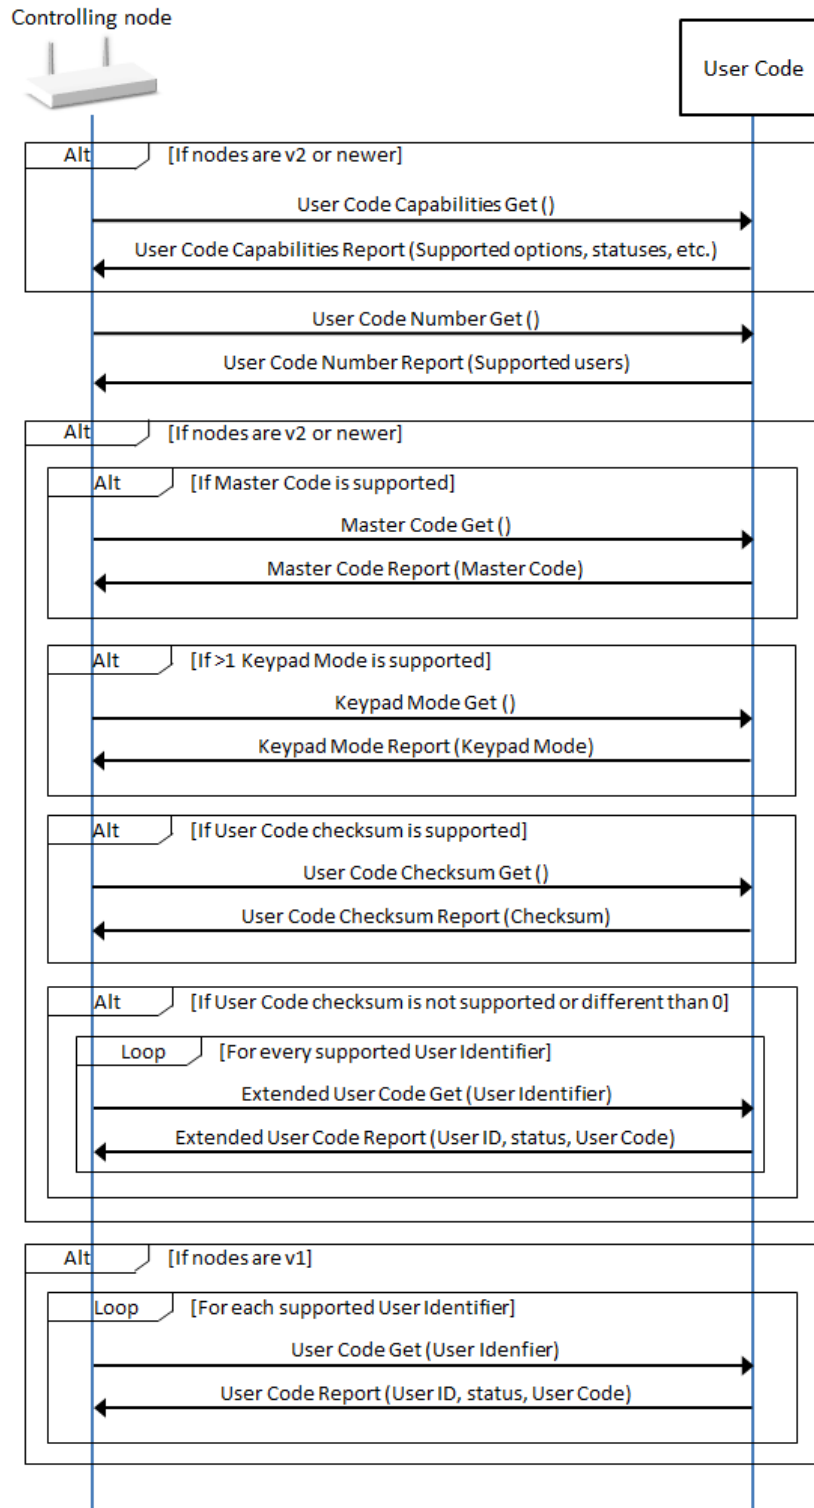 Controlling node
User Code
Alt [If nodes are v2 or newer]
User Code Capabilities Get ()
User Code Capabilities Report (Supported options, statuses, etc.)
User Code Number Get ()
User Code Number Report (Supported users)
Alt [If nodes are v2 or newer]
Alt [If Master Code is supported]
Master Code Get ()
Master Code Report (Master Code)
Alt [If >1 Keypad Mode is supported]
Keypad Mode Get ()
Keypad Mode Report (Keypad Mode)
Alt [If User Code checksum is supported]
User Code Checksum Get ()
User Code Checksum Report (Checksum)
Alt [If User Code checksum is not supported or different than 0]
Loop [For every supported User Identifier]
Extended User Code Get (User Identifier)
Extended User Code Report (User ID, status, User Code)
Alt [If nodes are v1]
Loop [For each supported User Identifier]
User Code Get (User Idenfier)
User Code Report (User ID, status, User Code)